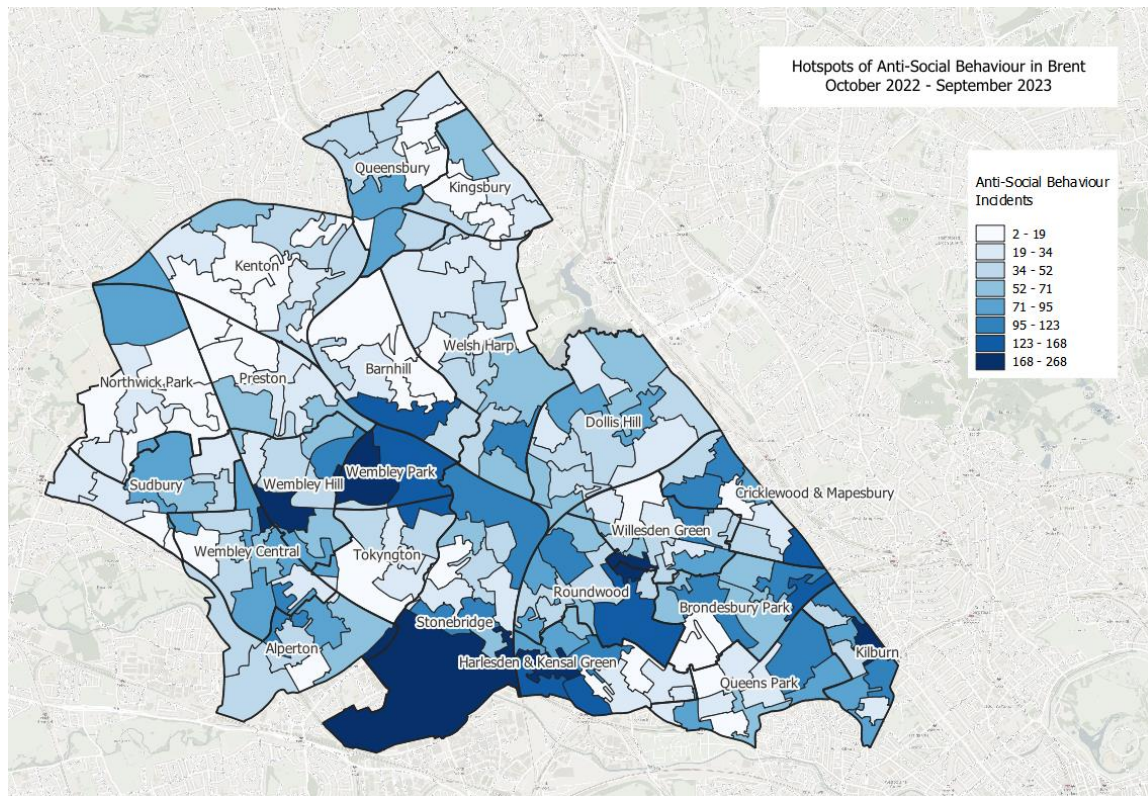 Hotspots of Anti-Social Behaviour in Brent
October 2022 - September 2023
Anti-Social Behaviour
Incidents
2 - 19
19 - 34
34 - 52
52 - 71
71 - 95
95 - 123
123 - 168
168 - 268
Queensbury
Kingsbury
Kenton
Welsh Harp
Barnhill
Preston
Northwick Park
Dollis Hill
Wembley Park
Wembley Hill
Sudbury
Cricklewood & Mapesbury
Willesden Green
Wembley Central
Tokyngton
Roundwood
Brondesbury Park
Stonebridge
Alperton
Harlesden & Kensal Green
Kilburn
Queens Park